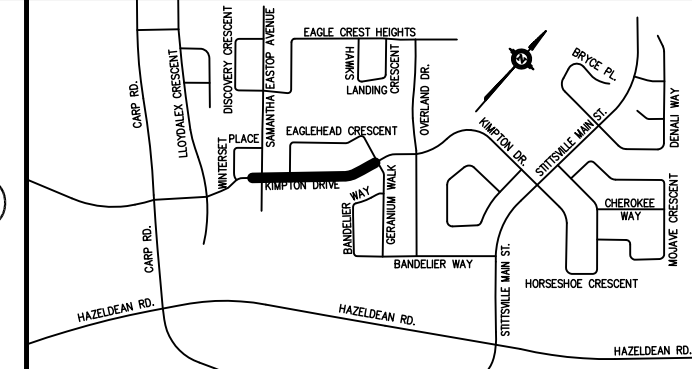 EAGLE CREST HEIGHTS
CARP RD.
LLOYDALEX CRESCENT
DISCOVERY CRESCENT
SAMANTHA EASTOP AVENUE
HAWKS
LANDING
CRESCENT
OVERLAND DR.
N
BRYCE PL.
DENALI WAY
STITTSVILLE MAIN ST.
KIMPTON DR.
EAGLEHEAD CRESCENT
WINTERSET
PLACE
KIMPTON DRIVE
BANDELIER
WAY
GERANIUM WALK
BANDELIER WAY
CHEROKEE
WAY
MOJAVE CRESCENT
HORSESHOE CRESCENT
CARP RD.
STITTSVILLE MAIN ST.
HAZELDEAN RD.
HAZELDEAN RD.
HAZELDEAN RD.